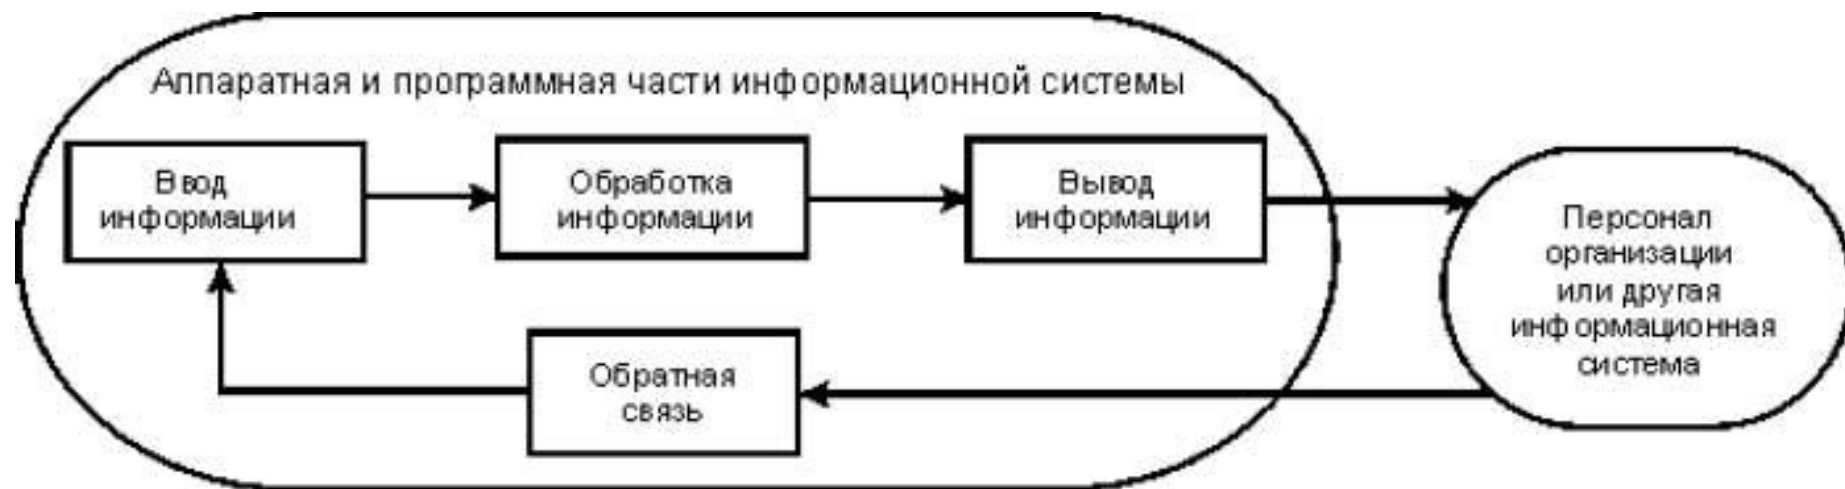 Аппаратная и программная части информационной системы
Ввод
информации
Обработка
информации
Вывод
информации
Персонал
организации
или другая
информационная
система
Обратная
связь